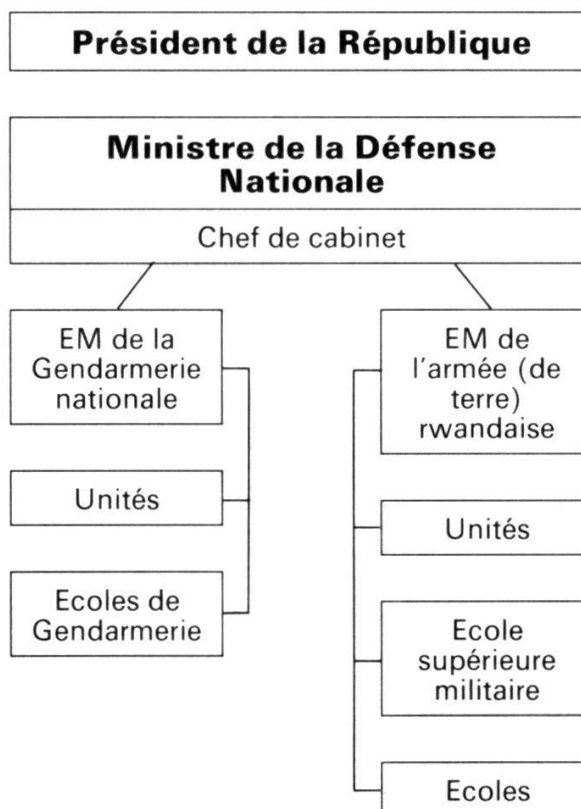 Président de la République
Ministre de la Défense
Nationale
Chef de cabinet
EM de la
Gendarmerie
nationale
Unités
Ecoles de
Gendarmerie
EM de
l'armée (de
terre)
rwandaise
Unités
Ecole
supérieure
militaire
Ecoles